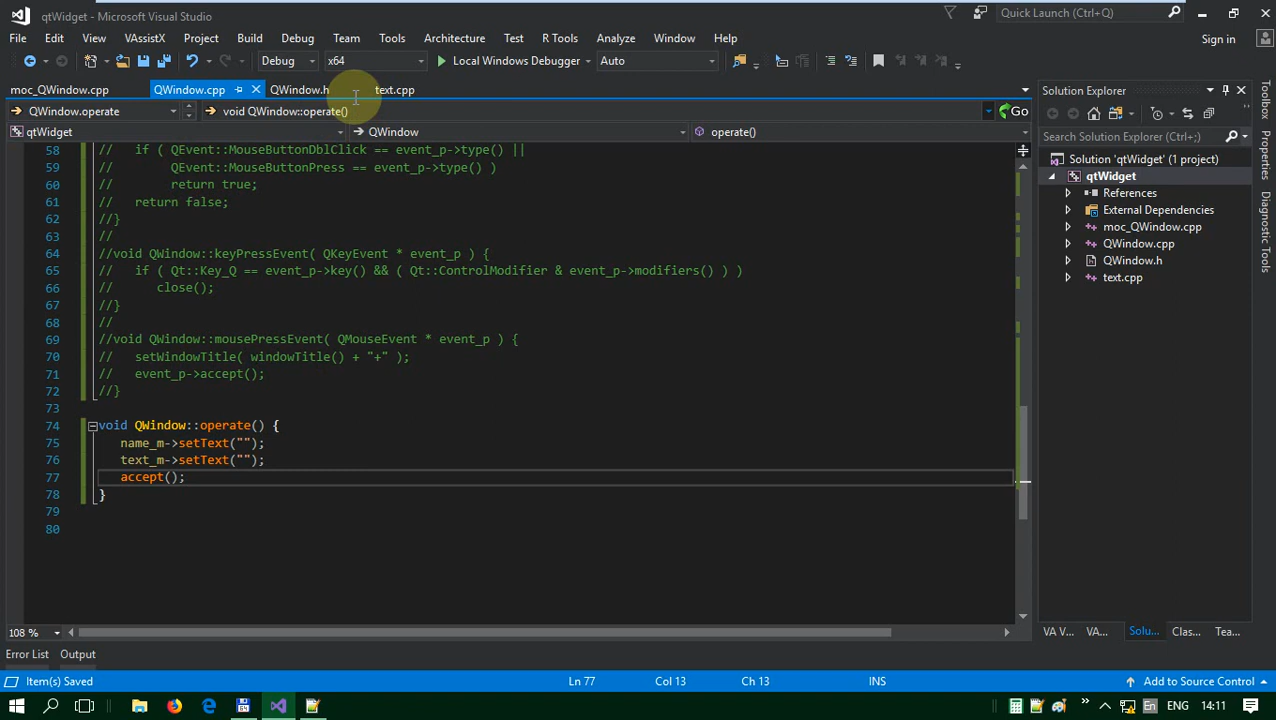 qtWidget - Microsoft Visual Studio
Quick Launch (Ctrl+Q)
File Edit View VAssistX Project Build Debug Team Tools Architecture Test R Tools Analyze Window Help
Sign in
Debug x64 Local Windows Debugger Auto
moc_QWindow.cpp QWindow.cpp QWindow.h text.cpp
QWindow.operate void QWindow::operate() Go
qtWidget QWindow operate()
58 // if ( QEvent::MouseButtonDblClick == event_p->type() ||
59 // QEvent::MouseButtonPress == event_p->type() )
60 // return true;
61 // return false;
62 //}
63 //
64 //void QWindow::keyPressEvent( QKeyEvent * event_p ) {
65 // if ( Qt::Key_Q == event_p->key() && ( Qt::ControlModifier & event_p->modifiers() ) )
66 // close();
67 //}
68 //
69 //void QWindow::mousePressEvent( QMouseEvent * event_p ) {
70 // setWindowTitle( windowTitle() + "+" );
71 // event_p->accept();
72 //}
73
74 void QWindow::operate() {
75 name_m->setText("");
76 text_m->setText("");
77 accept();
78 }
79
80
108 %
Solution Explorer
Search Solution Explorer (Ctrl+;)
Solution 'qtWidget' (1 project)
qtWidget
References
External Dependencies
moc_QWindow.cpp
QWindow.cpp
QWindow.h
text.cpp
VA V... VA... Solu... Clas... Tea...
Toolbox
Properties
Diagnostic Tools
Error List Output
Item(s) Saved Ln 77 Col 13 Ch 13 INS Add to Source Control
En ENG 14:11